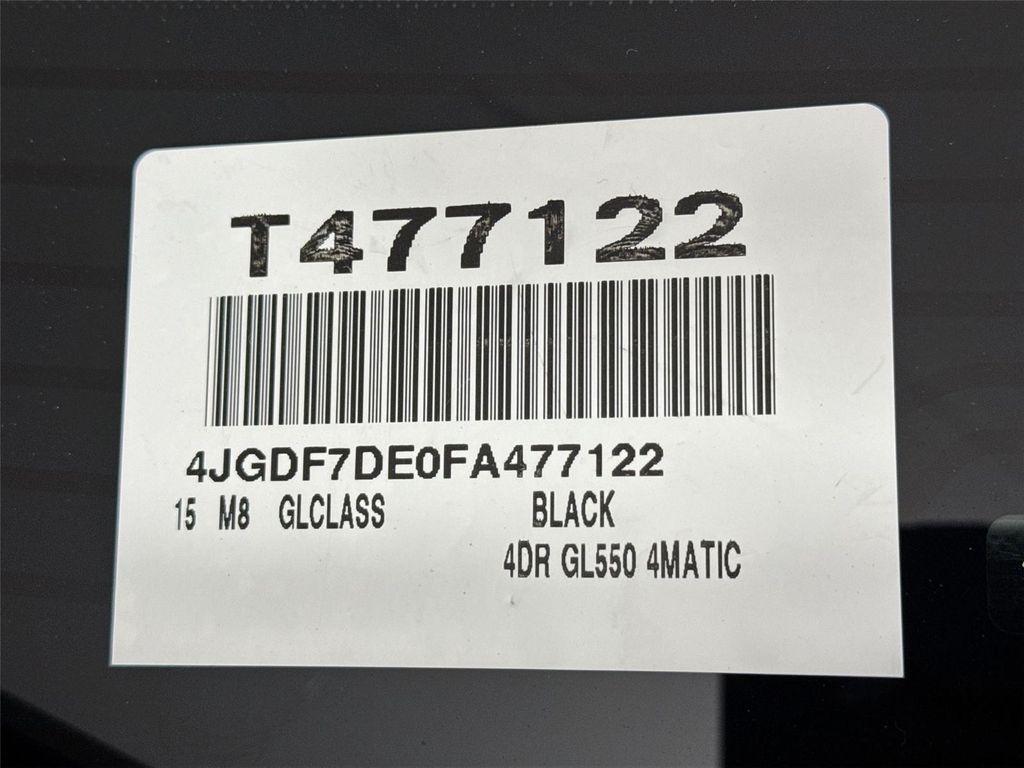 T477122
4JGDF7DE0FA477122
15 M8 GLCLASS BLACK
4DR GL550 4MATIC